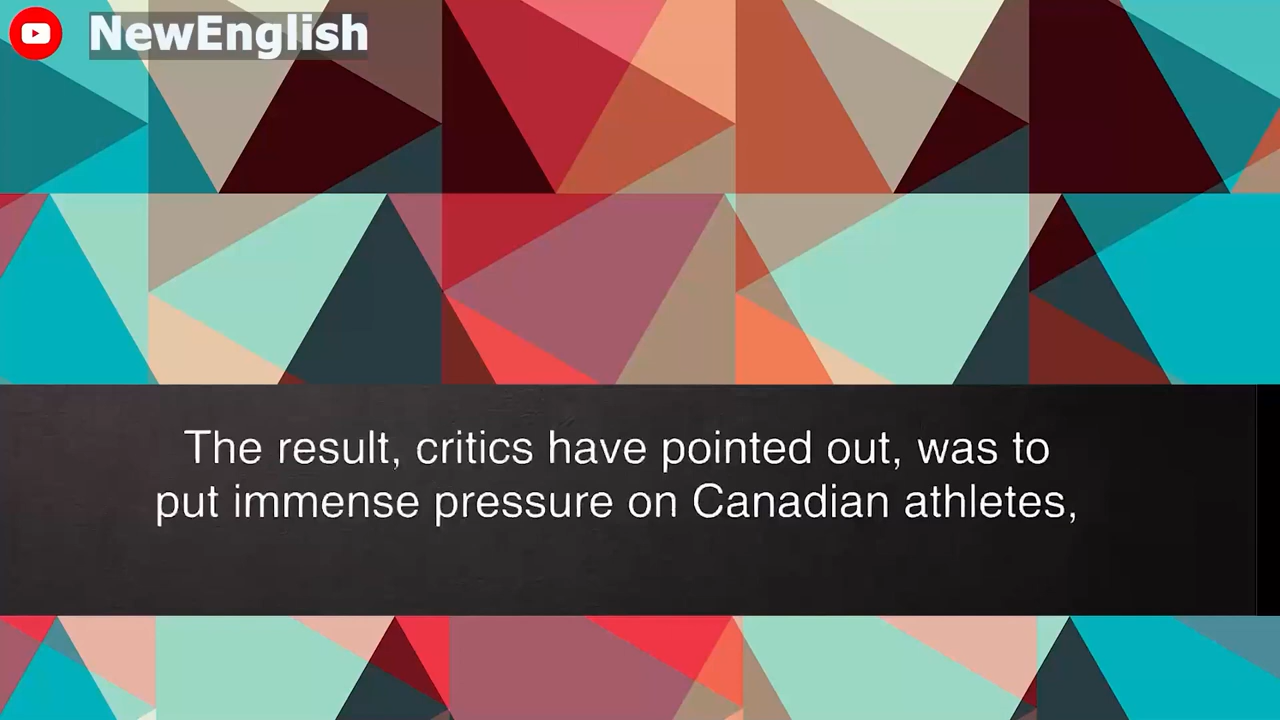 NewEnglish
The result, critics have pointed out, was to
put immense pressure on Canadian athletes,